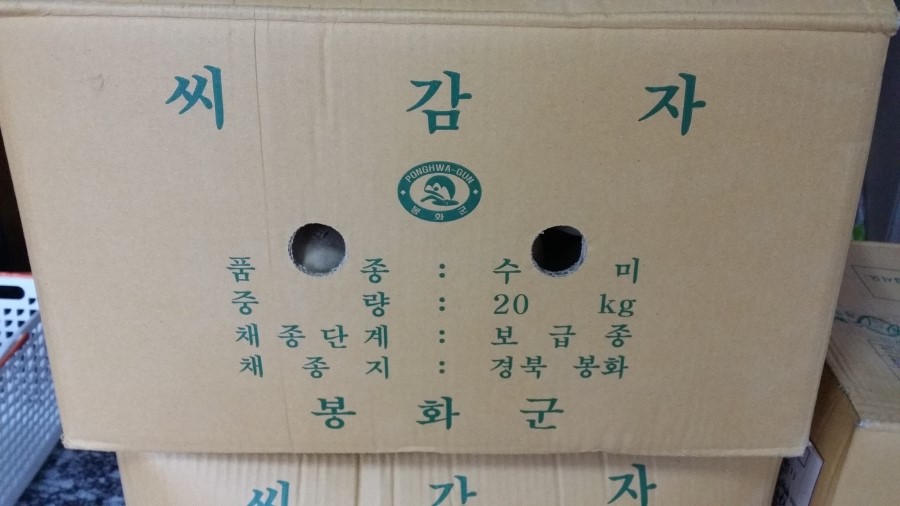 씨 감 자
PONGHWA-GUN
봉화군
품 종 : 수 미
중 량 : 20 kg
채종단계 : 보 급 종
채 종 지 : 경북 봉화
봉 화 군
씨 감 자